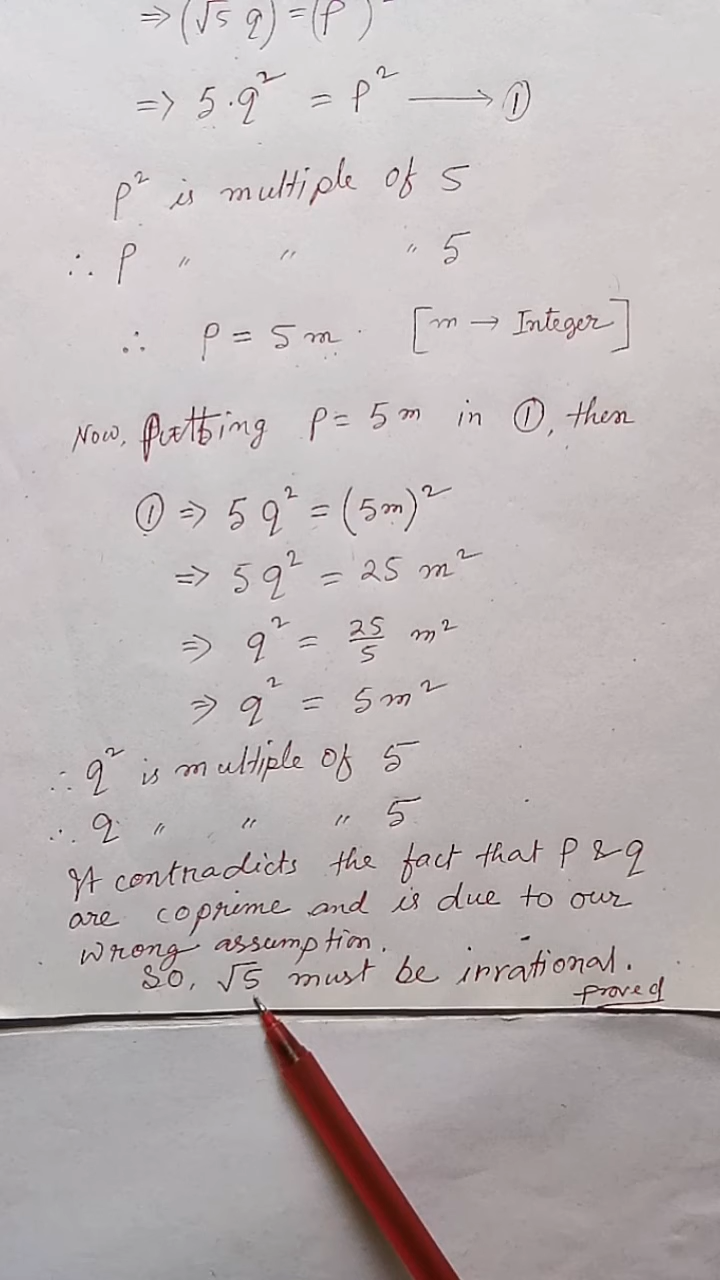 ⇒ (√5 q) = (P)
⇒ 5·q² = P² ⟶ ①
P² is multiple of 5
∴ P " " " 5
∴ P = 5m. [m → Integer]
Now, putting P = 5m in ①, then
① ⇒ 5q² = (5m)²
⇒ 5q² = 25 m²
⇒ q² = 25/5 m²
⇒ q² = 5m²
∴ q² is multiple of 5
∴ q " " " 5
It contradicts the fact that P & q
are coprime and is due to our
wrong assumption.
So, √5 must be irrational.
proved